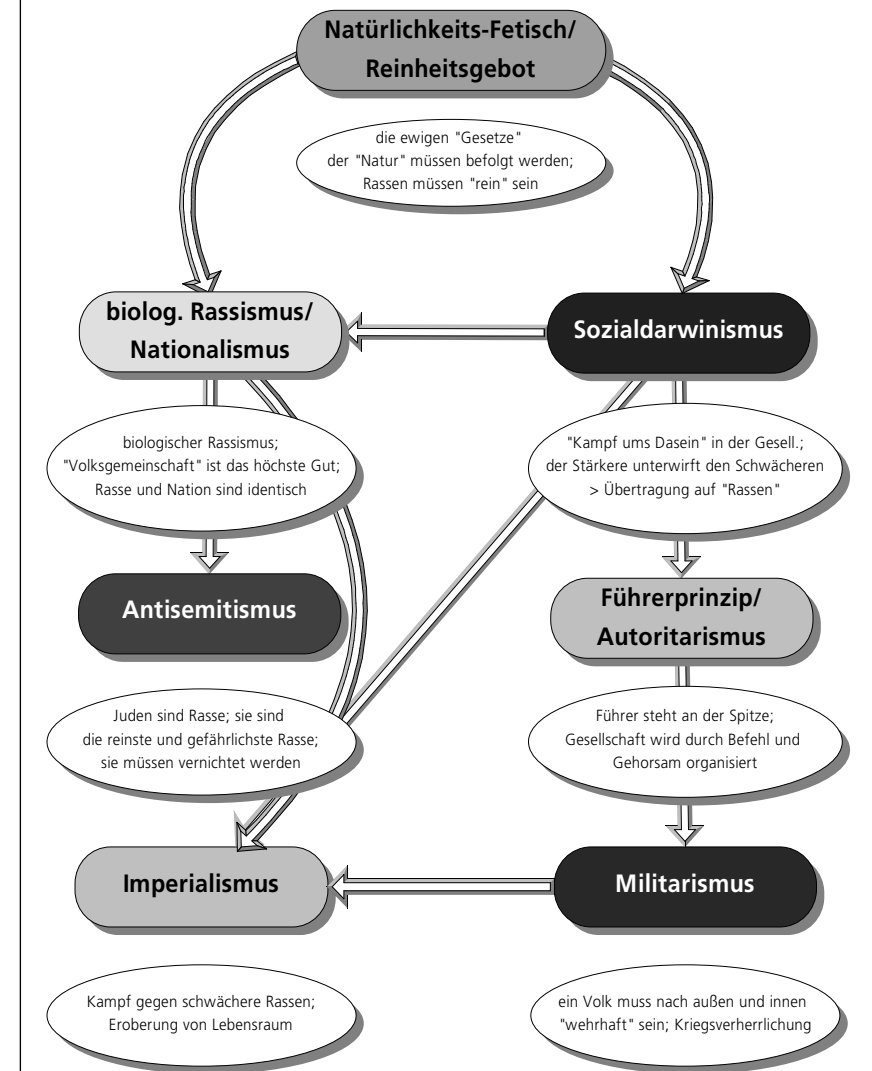 Natürlichkeits-Fetisch/
Reinheitsgebot
die ewigen "Gesetze"
der "Natur" müssen befolgt werden;
Rassen müssen "rein" sein
biolog. Rassismus/
Nationalismus
Sozialdarwinismus
biologischer Rassismus;
"Volksgemeinschaft" ist das höchste Gut;
Rasse und Nation sind identisch
"Kampf ums Dasein" in der Gesell.;
der Stärkere unterwirft den Schwächeren
> Übertragung auf "Rassen"
Antisemitismus
Führerprinzip/
Autoritarismus
Juden sind Rasse; sie sind
die reinste und gefährlichste Rasse;
sie müssen vernichtet werden
Führer steht an der Spitze;
Gesellschaft wird durch Befehl und
Gehorsam organisiert
Imperialismus
Militarismus
Kampf gegen schwächere Rassen;
Eroberung von Lebensraum
ein Volk muss nach außen und innen
"wehrhaft" sein; Kriegsverherrlichung